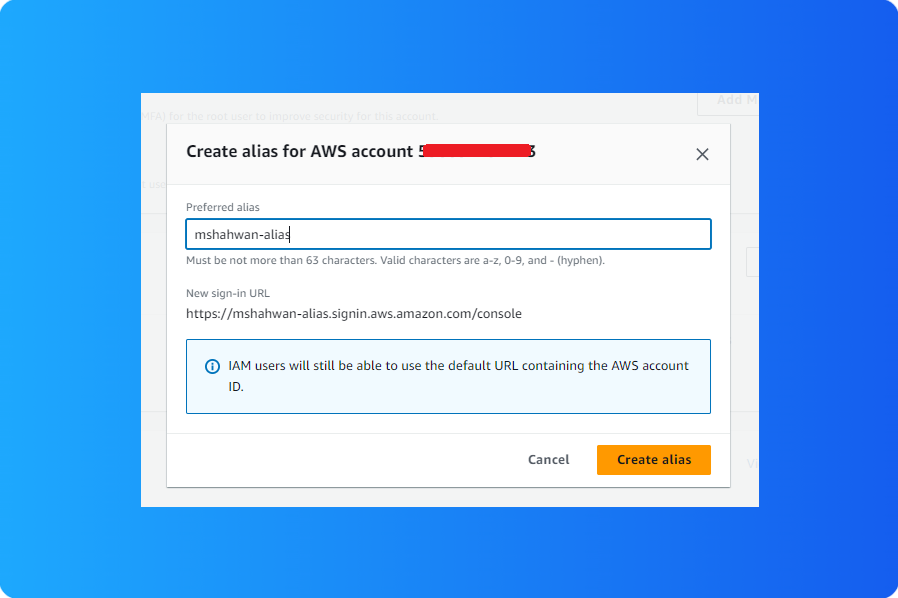 Add M
MFA) for the root user to improve security for this account.
Create alias for AWS account 5 3
Preferred alias
mshahwan-alias
Must be not more than 63 characters. Valid characters are a-z, 0-9, and - (hyphen).
New sign-in URL
https://mshahwan-alias.signin.aws.amazon.com/console
IAM users will still be able to use the default URL containing the AWS account
ID.
Cancel
Create alias